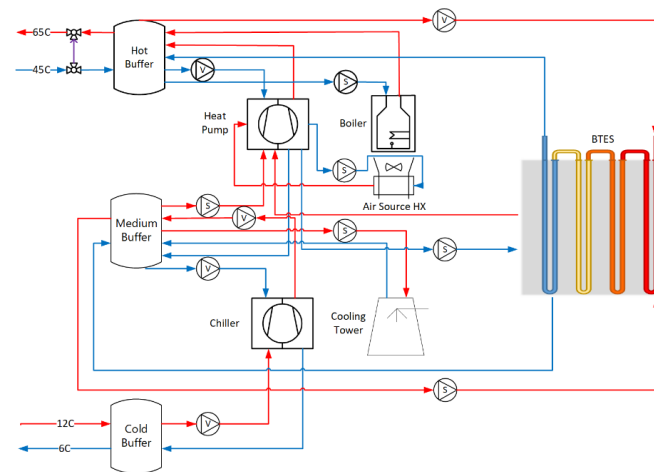 V
65C
Hot
Buffer
45C
V
S
Heat
Pump
Boiler
BTES
S
Air Source HX
S
Medium
Buffer
V
S
S
V
Chiller
Cooling
Tower
S
12C
V
Cold
Buffer
6C